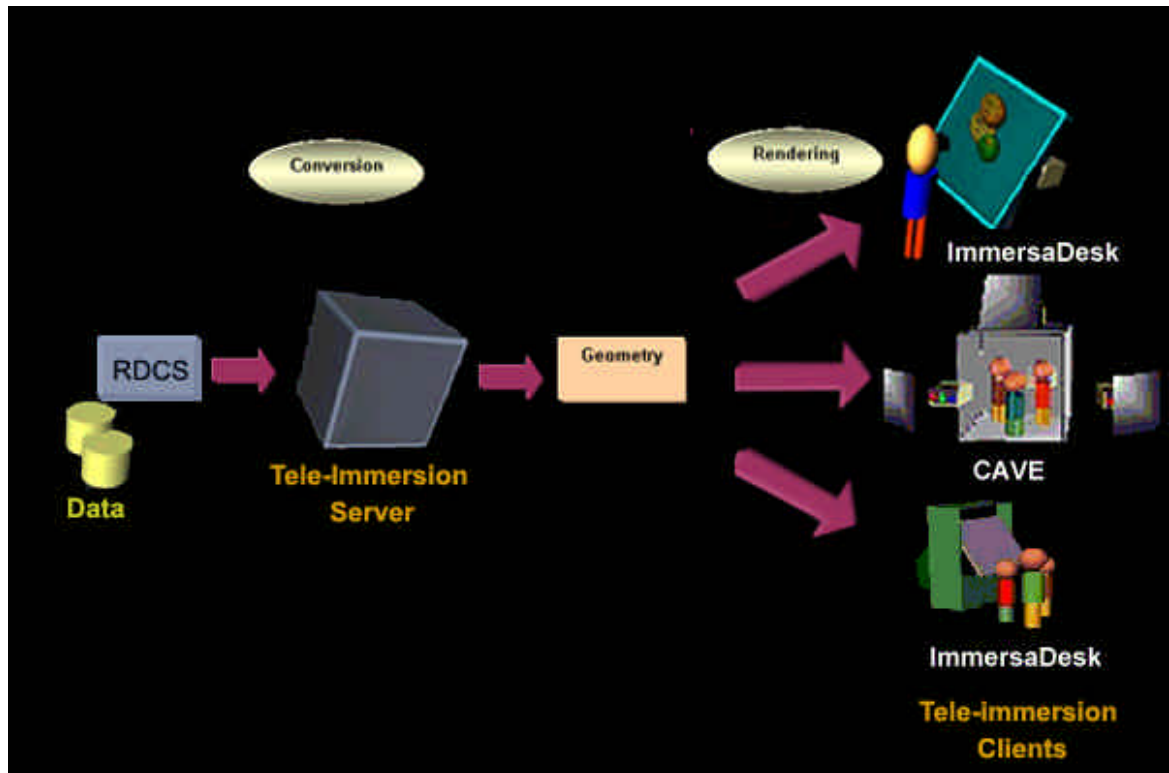 Conversion
Rendering
ImmersaDesk
RDCS
Geometry
Tele-Immersion
Server
Data
CAVE
ImmersaDesk
Tele-immersion
Clients